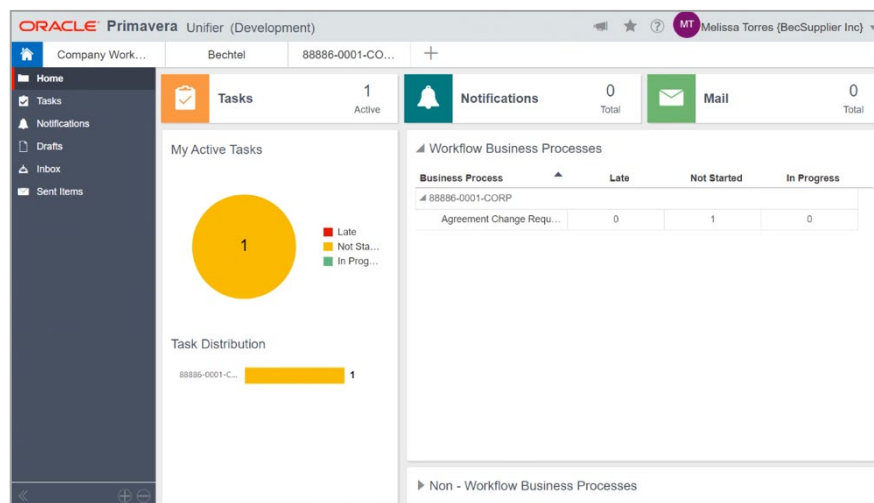 ORACLE Primavera Unifier (Development)
MT Melissa Torres {BecSupplier Inc}
Company Work...
Bechtel
88886-0001-CO...
Home
Tasks
Notifications
Drafts
Inbox
Sent Items
Tasks
1
Active
Notifications
0
Total
Mail
0
Total
My Active Tasks
1
Late
Not Sta...
In Prog...
Task Distribution
88886-0001-C...
1
Workflow Business Processes
Business Process Late Not Started In Progress
88886-0001-CORP
Agreement Change Requ... 0 1 0
Non - Workflow Business Processes